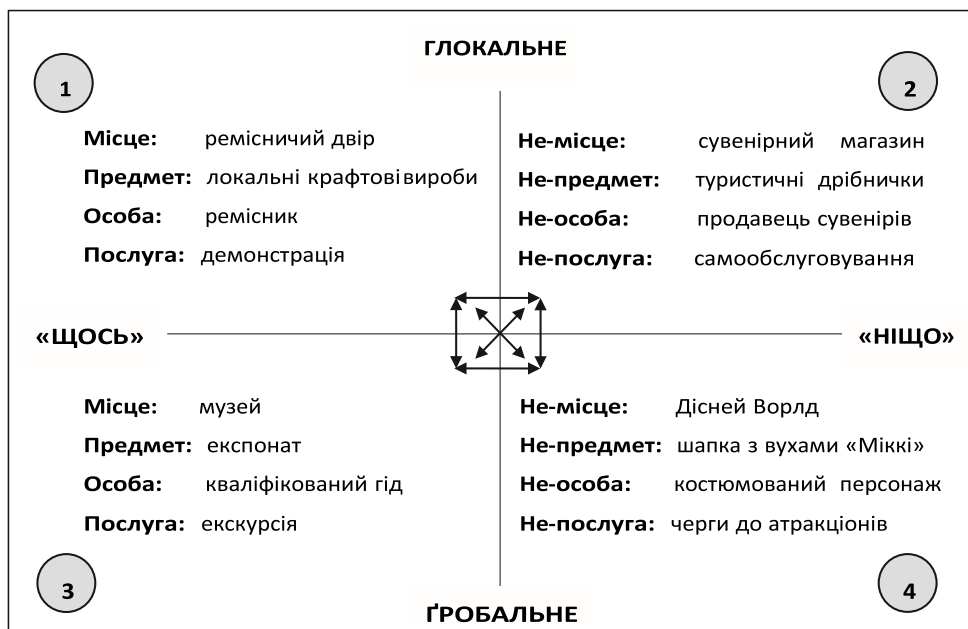 ГЛОКАЛЬНЕ
1
Місце: ремісничий двір
Предмет: локальні крафтовівироби
Особа: ремісник
Послуга: демонстрація
2
Не-місце: сувенірний магазин
Не-предмет: туристичні дрібнички
Не-особа: продавець сувенірів
Не-послуга: самообслуговування
«ЩОСЬ»
«НІЩО»
Місце: музей
Предмет: експонат
Особа: кваліфікований гід
Послуга: екскурсія
3
Не-місце: Дісней Ворлд
Не-предмет: шапка з вухами «Міккі»
Не-особа: костюмований персонаж
Не-послуга: черги до атракціонів
4
ҐРОБАЛЬНЕ